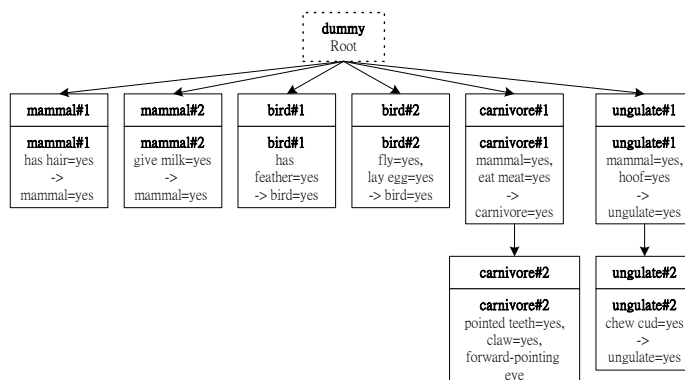 dummy
Root
mammal#1
mammal#1
has hair=yes
->
mammal=yes
mammal#2
mammal#2
give milk=yes
->
mammal=yes
bird#1
bird#1
has
feather=yes
-> bird=yes
bird#2
bird#2
fly=yes,
lay egg=yes
-> bird=yes
carnivore#1
carnivore#1
mammal=yes,
eat meat=yes
->
carnivore=yes
ungulate#1
ungulate#1
mammal=yes,
hoof=yes
->
ungulate=yes
carnivore#2
carnivore#2
pointed teeth=yes,
claw=yes,
forward-pointing
eye
ungulate#2
ungulate#2
chew cud=yes
->
ungulate=yes